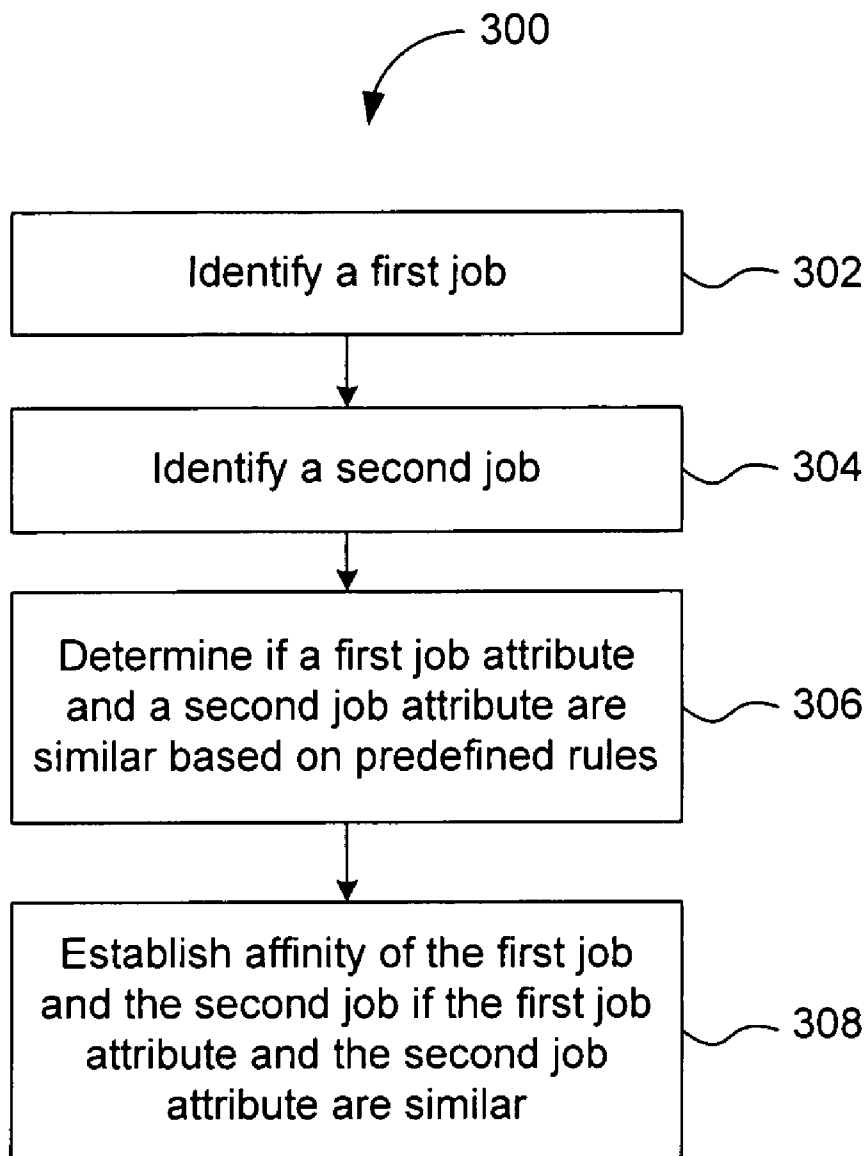 300
Identify a first job
302
Identify a second job
304
Determine if a first job attribute
and a second job attribute are
similar based on predefined rules
306
Establish affinity of the first job
and the second job if the first job
attribute and the second job
attribute are similar
308